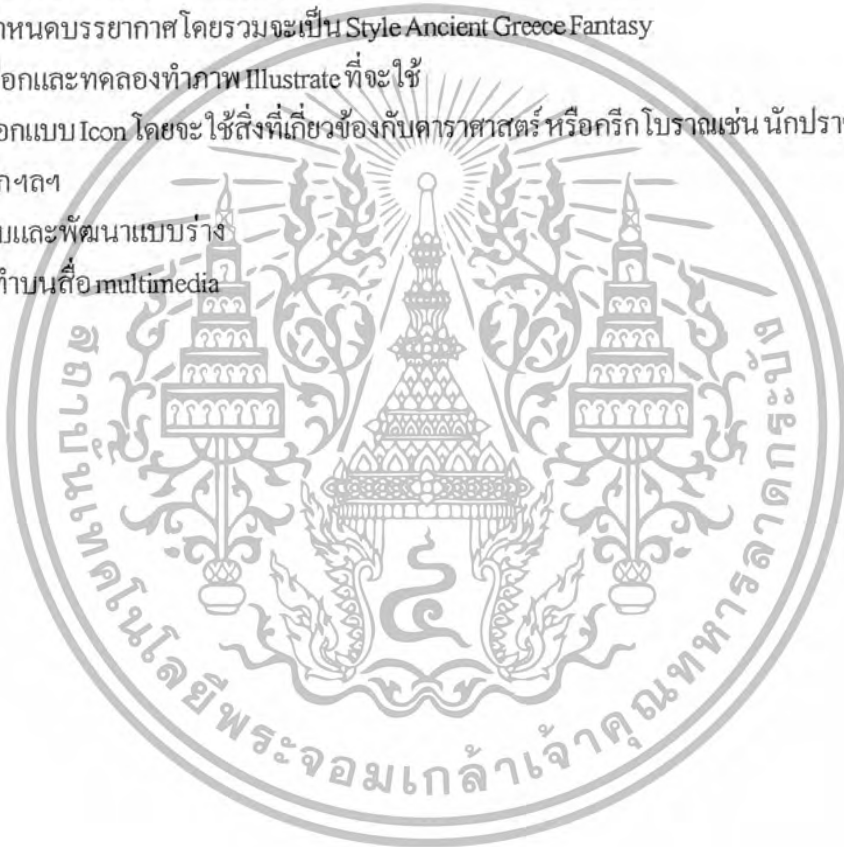 ำหนดบรรยากาศโดยรวมจะเป็น Style Ancient Greece Fantasy
อกและทดลองทำภาพ Illustrate ที่จะใช้
อกแบบ Icon โดยจะใช้สิ่งที่เกี่ยวข้องกับดาราศาสตร์ หรือกรีกโบราณเช่น นักปรา
กฯลฯ
บและพัฒนาแบบร่าง
ทำบนสื่อ multimedia
สถาบันเทคโนโลยีพระจอมเกล้าเจ้าคุณทหารลาดกระบัง
๔